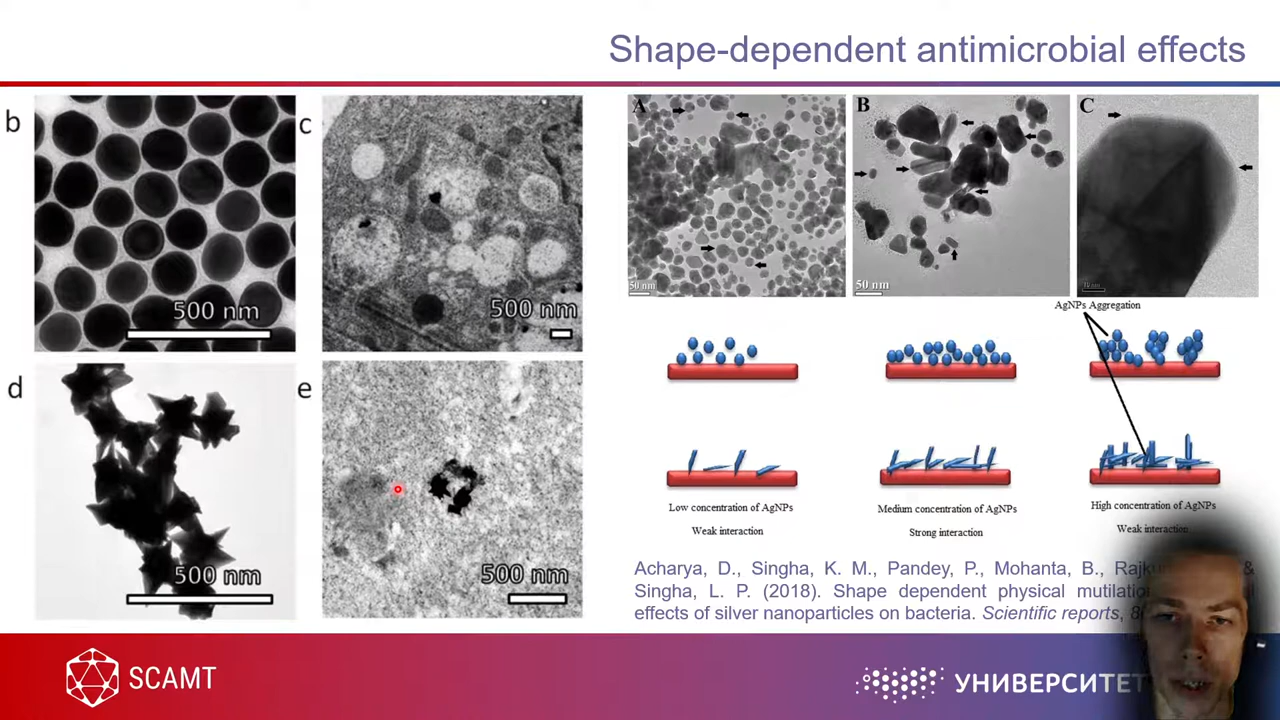 Shape-dependent antimicrobial effects
b
500 nm
c
500 nm
d
500 nm
e
500 nm
A
50 nm
B
50 nm
C
AgNPs Aggregation
Low concentration of AgNPs
Weak interaction
Medium concentration of AgNPs
Strong interaction
High concentration of AgNPs
Weak interaction
Acharya, D., Singha, K. M., Pandey, P., Mohanta, B., &
Singha, L. P. (2018). Shape dependent physical
effects of silver nanoparticles on bacteria. Scientific reports,
SCAMT
УНИВЕРСИТЕТ